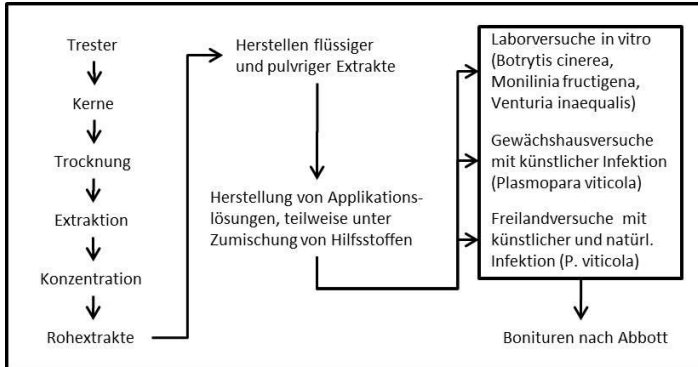 Trester
Kerne
Trocknung
Extraktion
Konzentration
Rohextrakte
Herstellen flüssiger
und pulvriger Extrakte
Herstellung von Applikations-
lösungen, teilweise unter
Zumischung von Hilfsstoffen
Laborversuche in vitro
(Botrytis cinerea,
Monilinia fructigena,
Venturia inaequalis)
Gewächshausversuche
mit künstlicher Infektion
(Plasmopara viticola)
Freilandversuche mit
künstlicher und natürl.
Infektion (P. viticola)
Bonituren nach Abbott